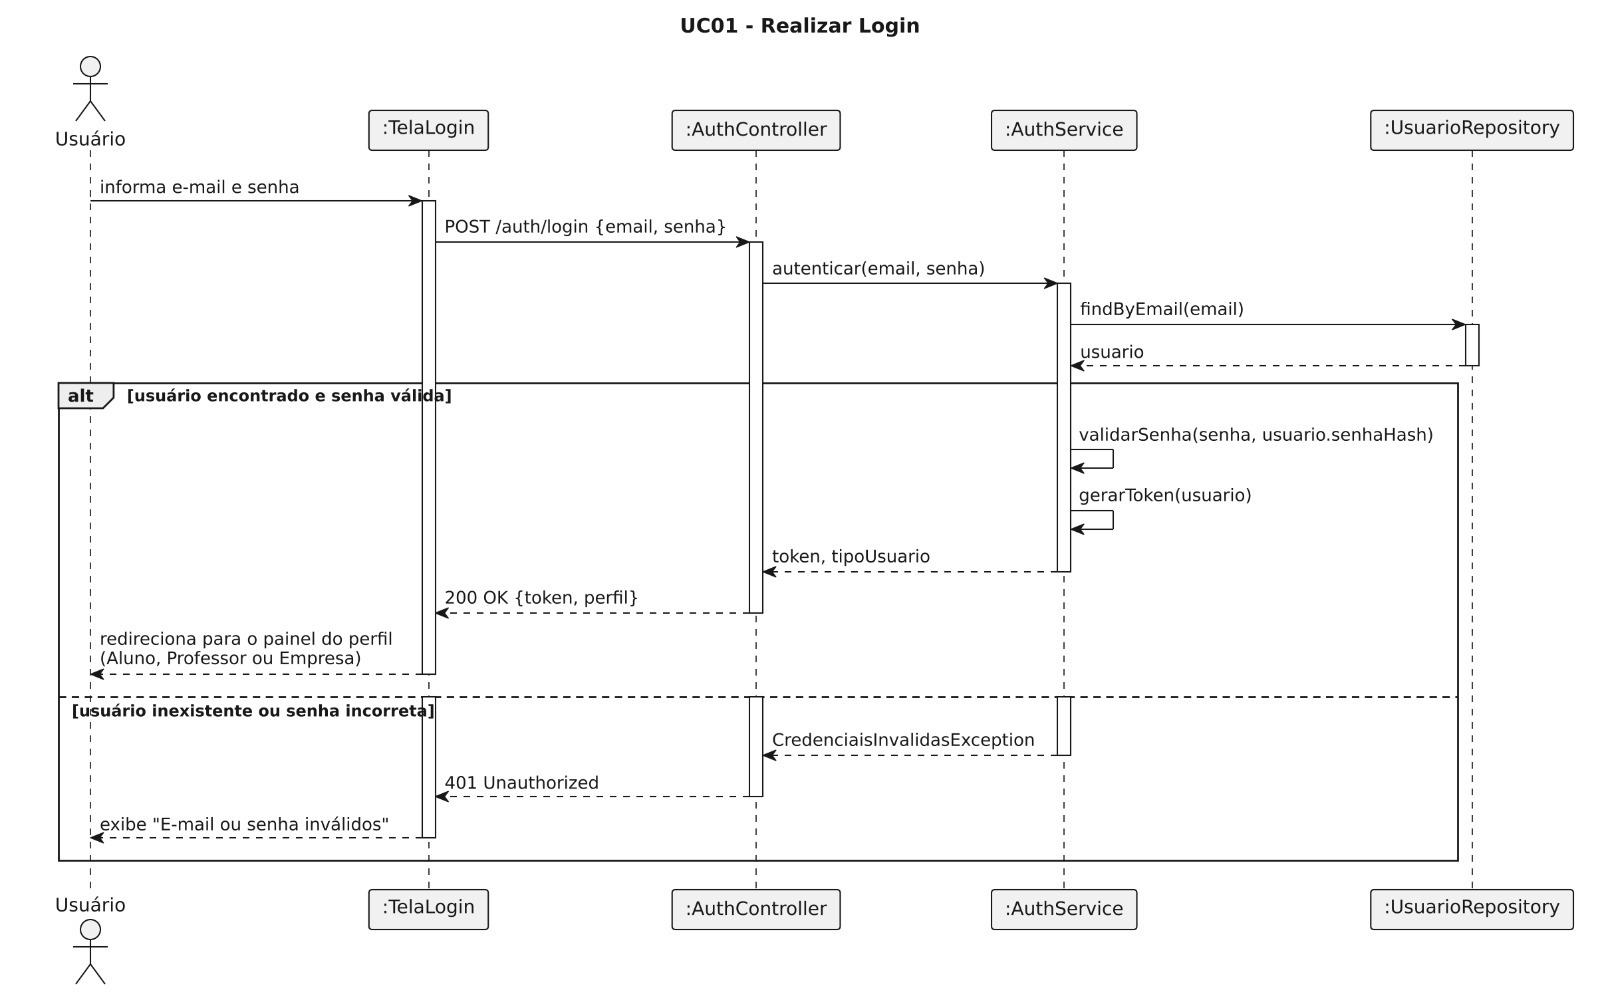 UC01 - Realizar Login
Usuário
:TelaLogin
:AuthController
:AuthService
:UsuarioRepository
informa e-mail e senha
POST /auth/login {email, senha}
autenticar(email, senha)
findByEmail(email)
usuario
alt
[usuário encontrado e senha válida]
validarSenha(senha, usuario.senhaHash)
gerarToken(usuario)
token, tipoUsuario
200 OK {token, perfil}
redireciona para o painel do perfil
(Aluno, Professor ou Empresa)
[usuário inexistente ou senha incorreta]
CredenciaisInvalidasException
401 Unauthorized
exibe "E-mail ou senha inválidos"
Usuário
:TelaLogin
:AuthController
:AuthService
:UsuarioRepository